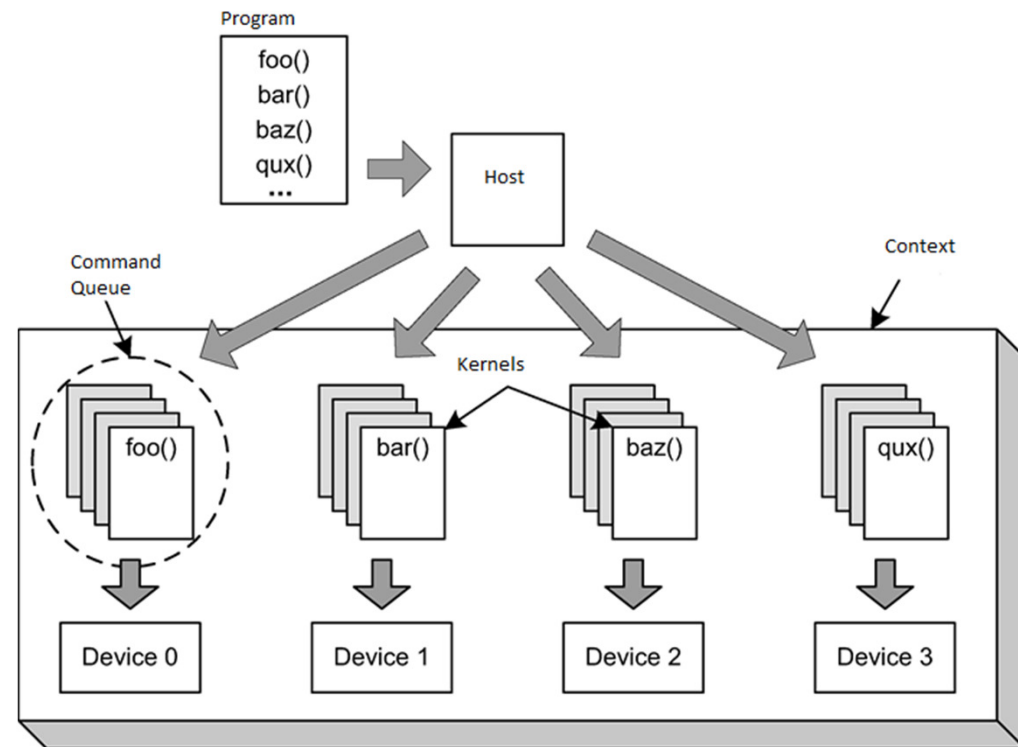 Program
foo()
bar()
baz()
qux()
...
Host
Context
Command
Queue
Kernels
foo()
bar()
baz()
qux()
Device 0
Device 1
Device 2
Device 3